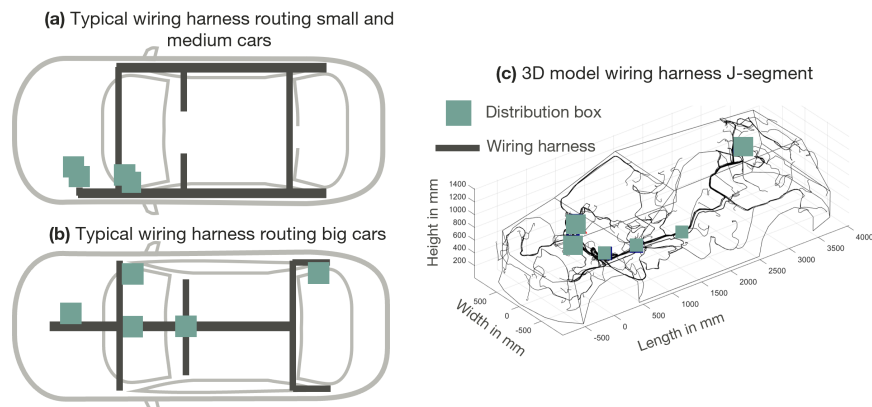 (a) Typical wiring harness routing small and
medium cars
(b) Typical wiring harness routing big cars
(c) 3D model wiring harness J-segment
Distribution box
Wiring harness
Height in mm
1400
1200
1000
800
600
400
200
Width in mm
500
0
-500
Length in mm
-500
0
500
1000
1500
2000
2500
3000
3500
4000